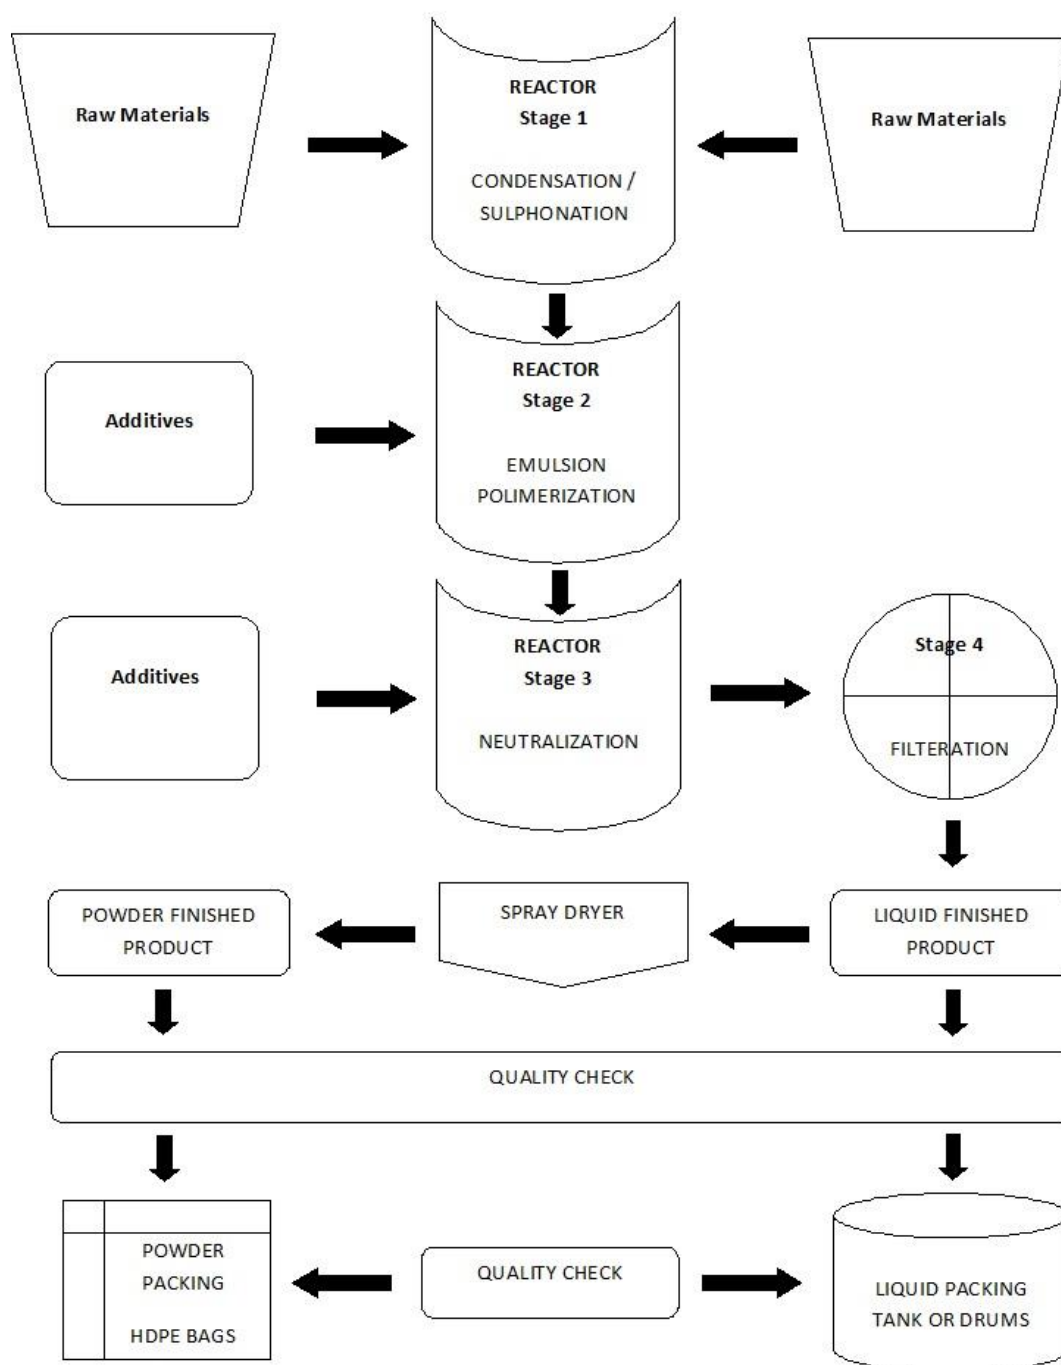 Raw Materials
REACTOR
Stage 1
CONDENSATION /
SULPHONATION
Raw Materials
Additives
REACTOR
Stage 2
EMULSION
POLIMERIZATION
Additives
REACTOR
Stage 3
NEUTRALIZATION
Stage 4
FILTERATION
POWDER FINISHED
PRODUCT
SPRAY DRYER
LIQUID FINISHED
PRODUCT
QUALITY CHECK
POWDER
PACKING
HDPE BAGS
QUALITY CHECK
LIQUID PACKING
TANK OR DRUMS